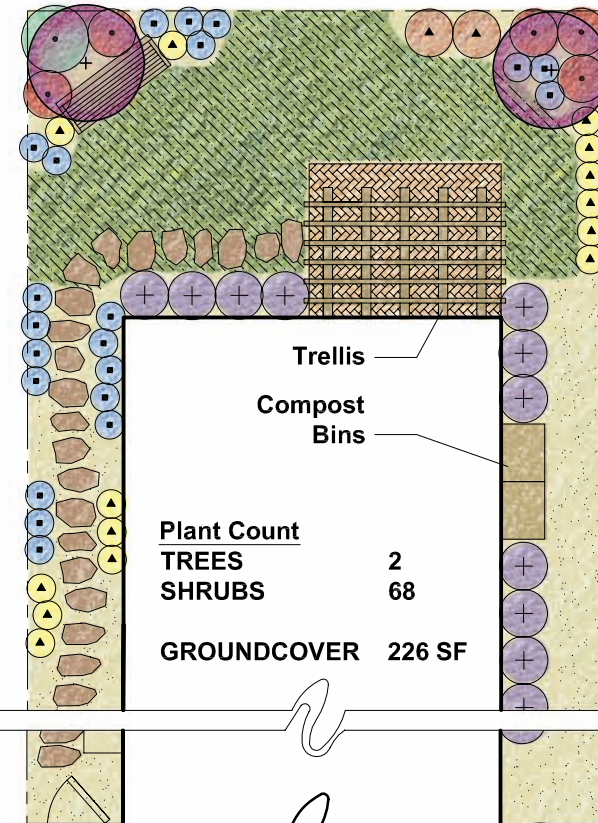 Trellis
Compost
Bins
Plant Count
TREES 2
SHRUBS 68
GROUNDCOVER 226 SF